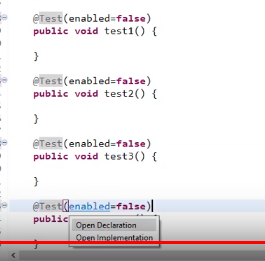 @Test(enabled=false)
public void test1() {
}
@Test(enabled=false)
public void test2() {
}
@Test(enabled=false)
public void test3() {
}
@Test(enabled=false)
public
Open Declaration
}
Open Implementation